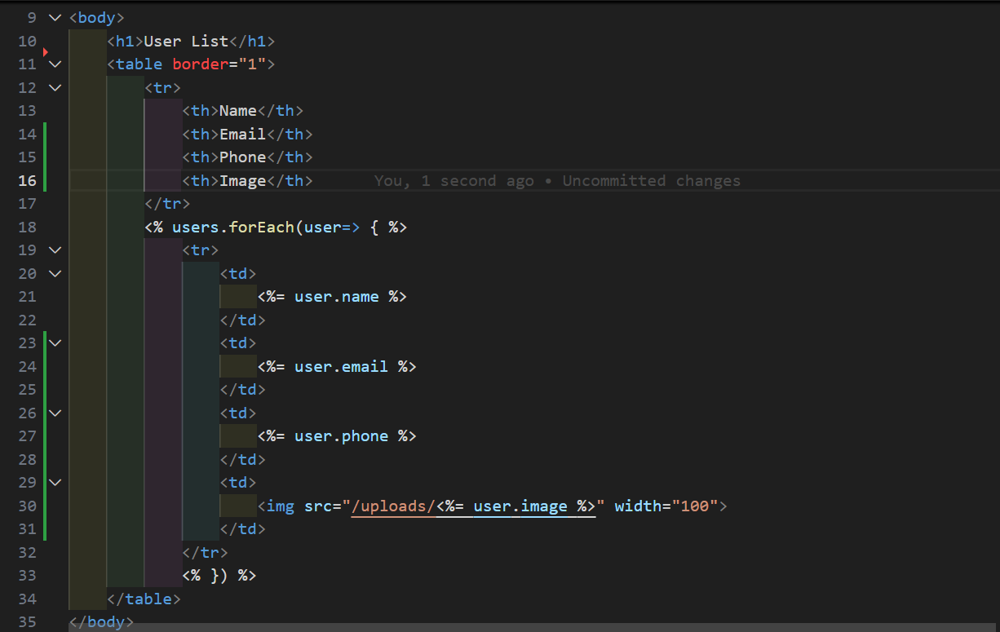 9 <body>
10 <h1>User List</h1>
11 <table border="1">
12 <tr>
13 <th>Name</th>
14 <th>Email</th>
15 <th>Phone</th>
16 <th>Image</th> You, 1 second ago • Uncommitted changes
17 </tr>
18 <% users.forEach(user=> { %>
19 <tr>
20 <td>
21 <%= user.name %>
22 </td>
23 <td>
24 <%= user.email %>
25 </td>
26 <td>
27 <%= user.phone %>
28 </td>
29 <td>
30 <img src="/uploads/<%= user.image %>" width="100">
31 </td>
32 </tr>
33 <% }) %>
34 </table>
35 </body>